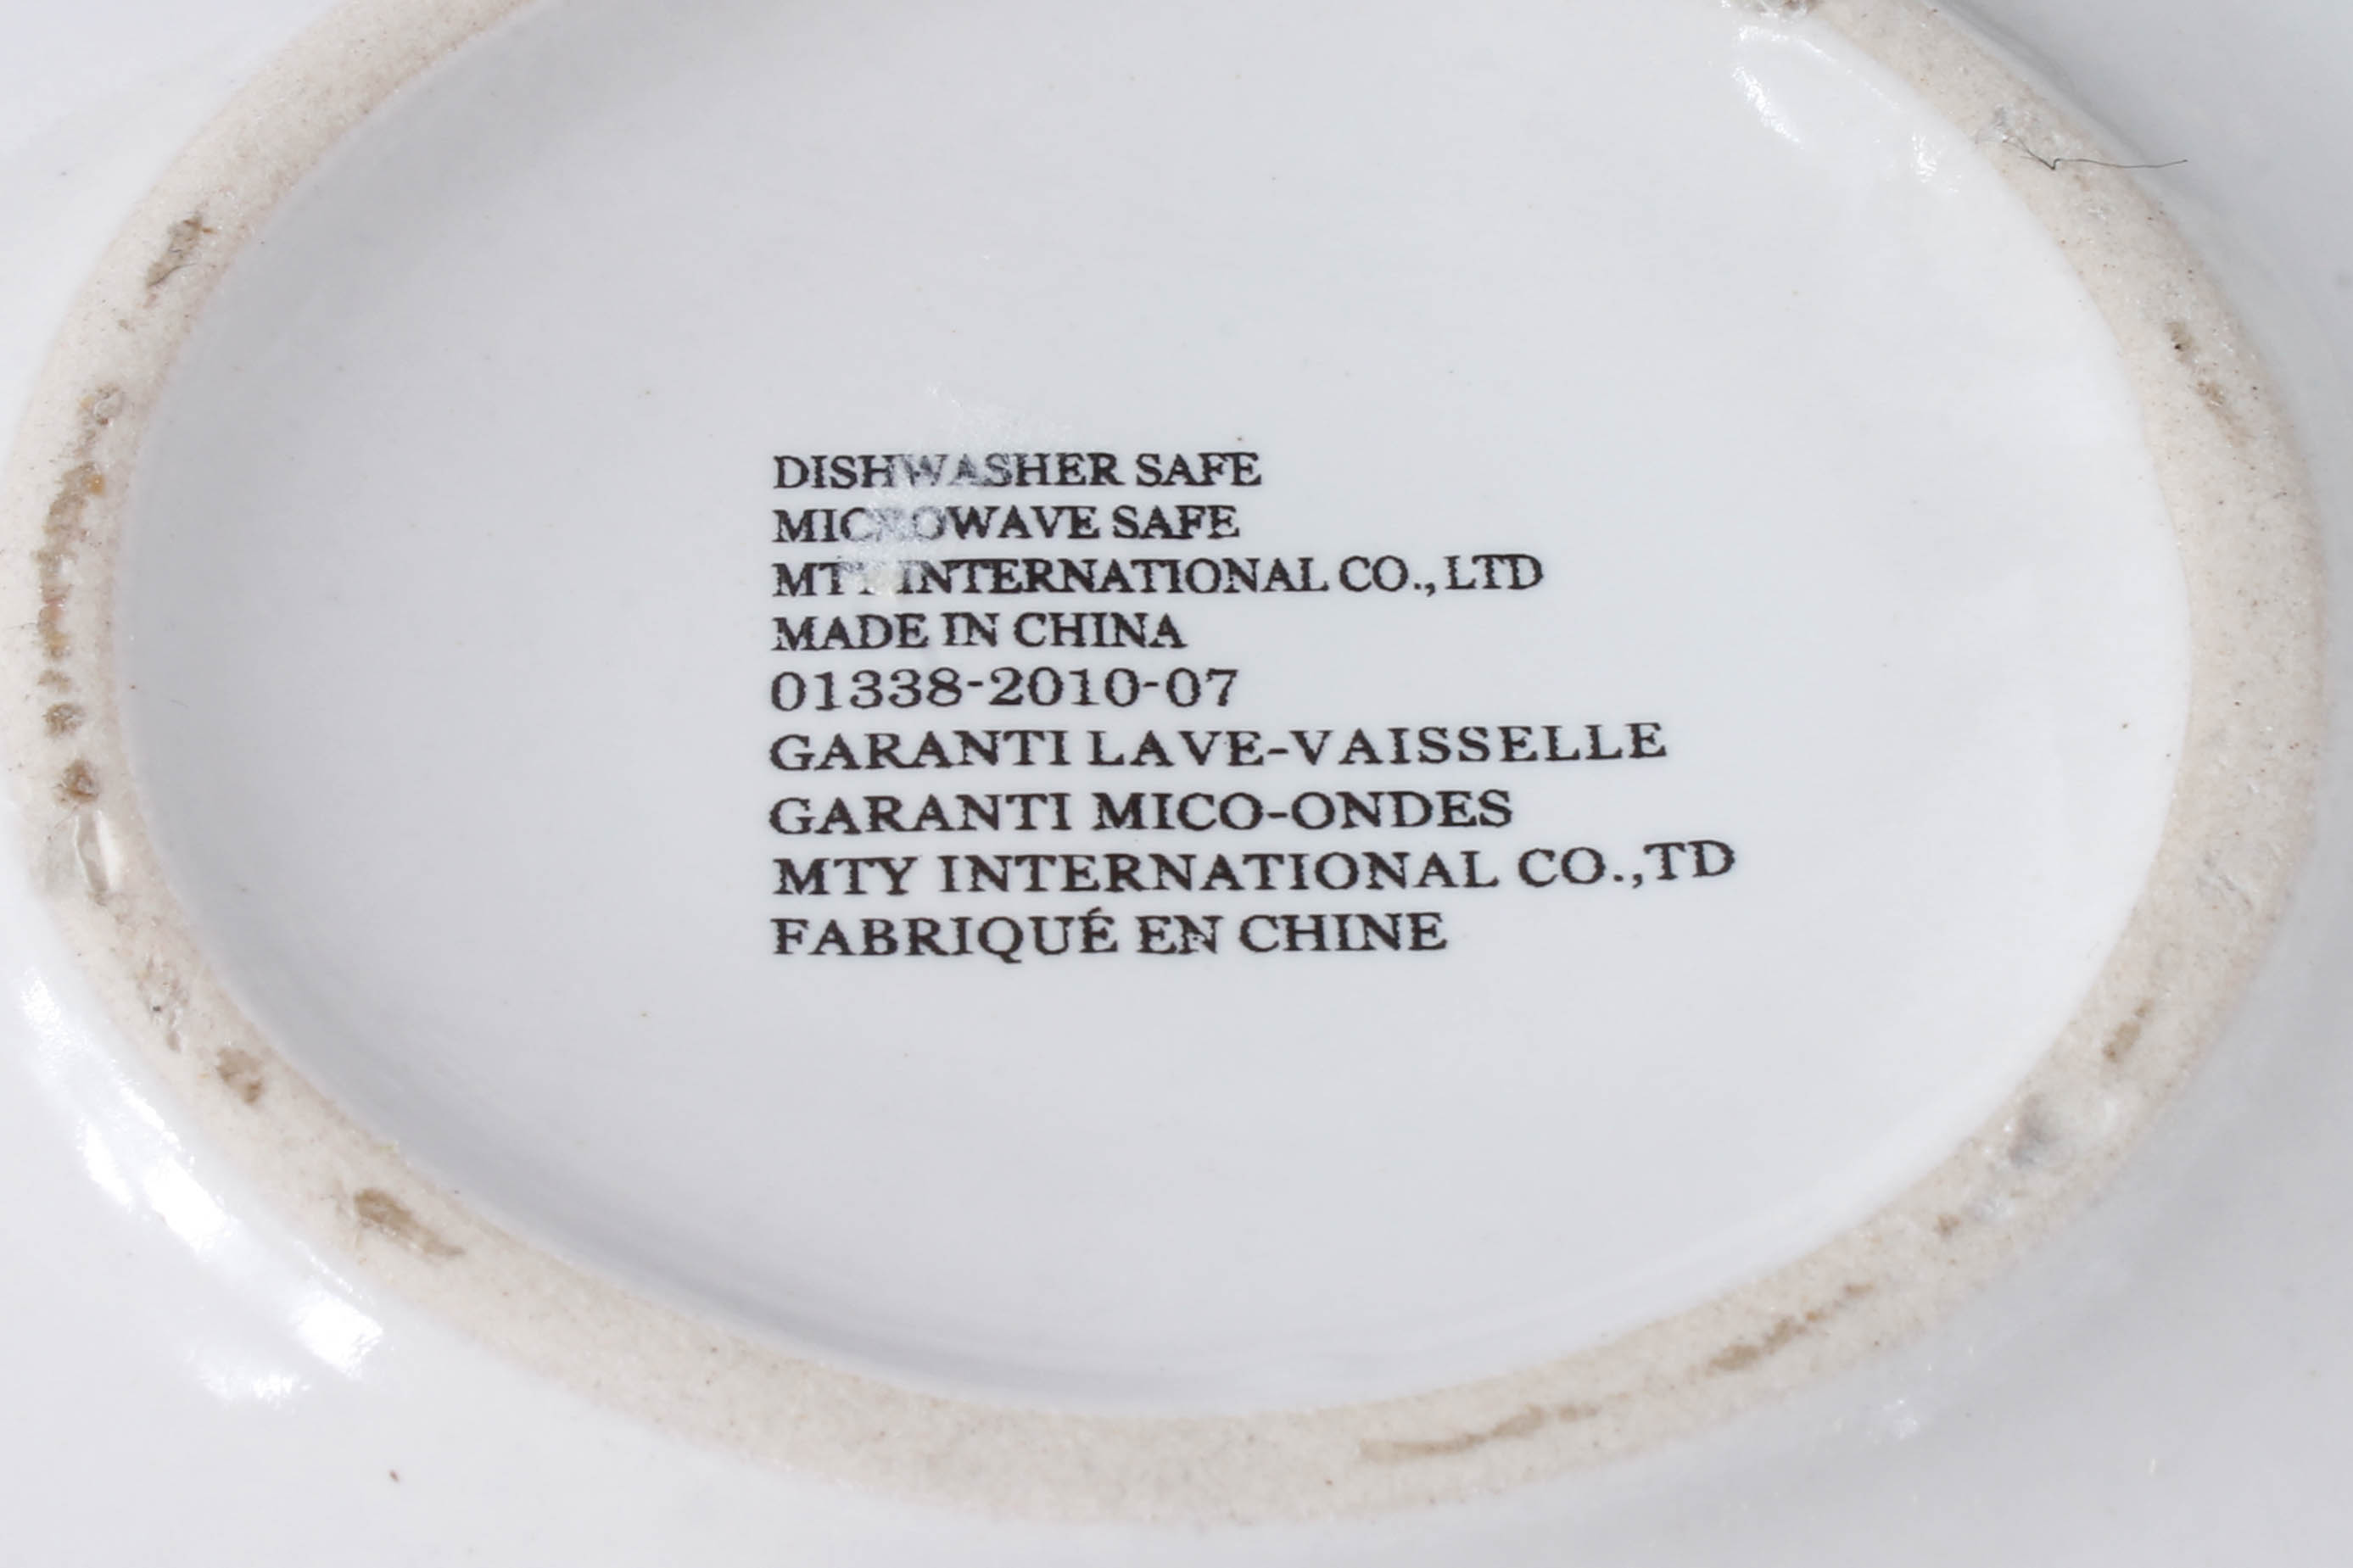 DISHWASHER SAFE
MICROWAVE SAFE
MTY INTERNATIONAL CO., LTD
MADE IN CHINA
01338-2010-07
GARANTI LAVE-VAISSELLE
GARANTI MICO-ONDES
MTY INTERNATIONAL CO.,TD
FABRIQUÉ EN CHINE